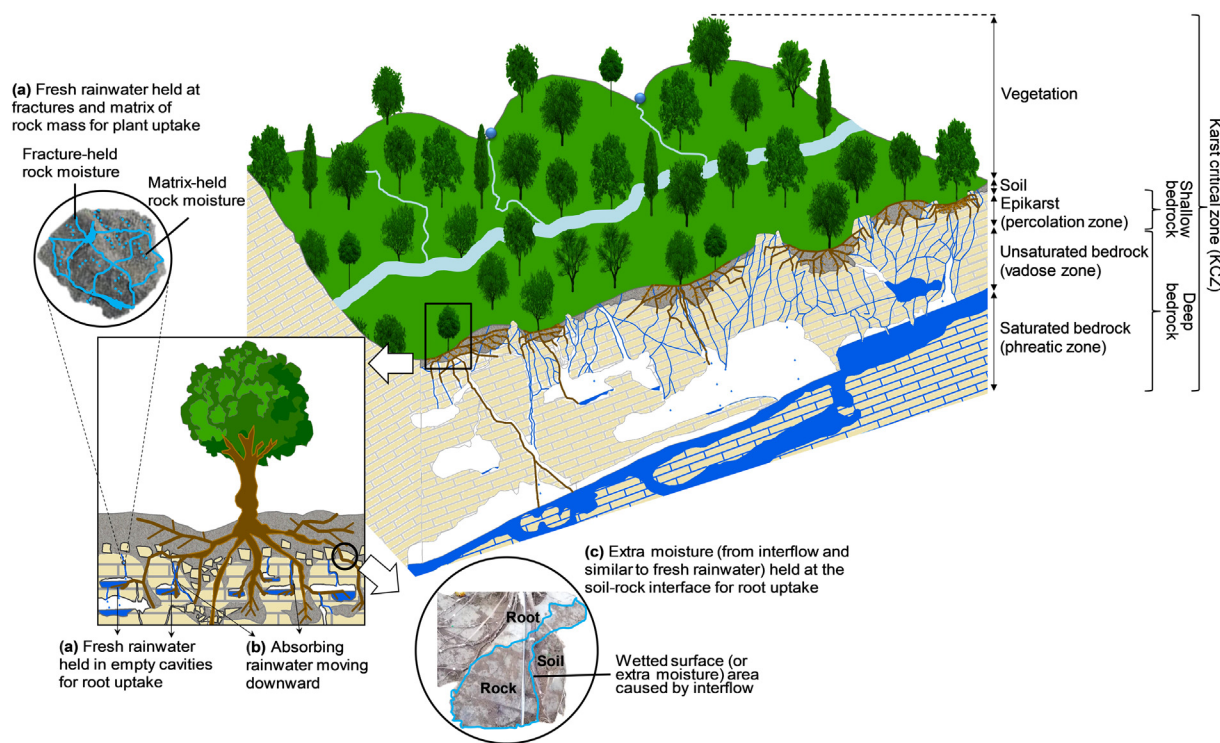 (a) Fresh rainwater held at
fractures and matrix of
rock mass for plant uptake
Fracture-held
rock moisture
Matrix-held
rock moisture
Vegetation
Soil
Epikarst
(percolation zone)
Unsaturated bedrock
(vadose zone)
Saturated bedrock
(phreatic zone)
Shallow
bedrock
Deep
bedrock
Karst critical zone (KCZ)
(a) Fresh rainwater
held in empty cavities
for root uptake
(b) Absorbing
rainwater moving
downward
(c) Extra moisture (from interflow and
similar to fresh rainwater) held at the
soil-rock interface for root uptake
Root
Soil
Rock
Wetted surface (or
extra moisture) area
caused by interflow